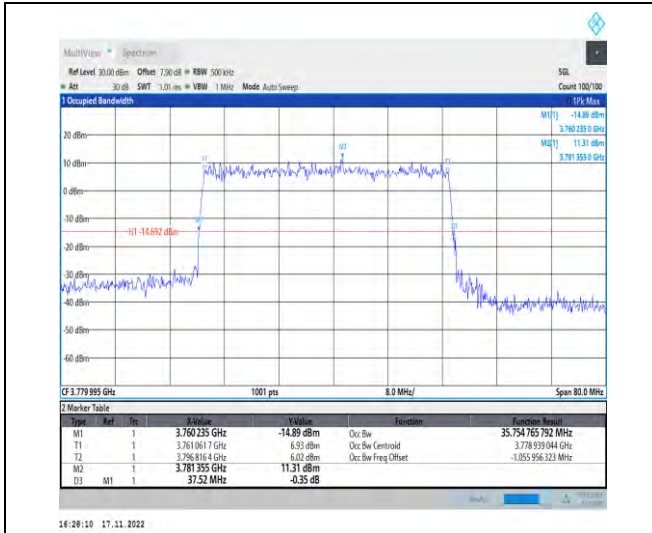 MultiView Spectrum
Ref Level 30.00 dBm Offset 7.30 dB RBW 500 kHz SGL
Att 30 dB SWT 1.01 ms VBW 1 MHz Mode Auto Sweep Count 100/100
1 Occupied Bandwidth 1Pk Max
M1[1] -14.89 dBm
3.760 235 0 GHz
M2[1] 11.31 dBm
3.781 355 0 GHz
20 dBm
M2
T1
T2
10 dBm
0 dBm
-10 dBm
M1
D3
H1 -14.692 dBm
-20 dBm
-30 dBm
-40 dBm
-50 dBm
-60 dBm
CF 3.779 995 GHz 1001 pts 8.0 MHz/ Span 80.0 MHz
2 Marker Table
Type Ref Trc X-Value Y-Value Function Function Result
M1 1 3.760 235 GHz -14.89 dBm Occ Bw 35.754 765 792 MHz
T1 1 3.761 061 7 GHz 6.93 dBm Occ Bw Centroid 3.778 939 044 GHz
T2 1 3.796 816 4 GHz 6.02 dBm Occ Bw Freq Offset -1.055 956 323 MHz
M2 1 3.781 355 GHz 11.31 dBm
D3 M1 1 37.52 MHz -0.35 dB
16:28:10 17.11.2022